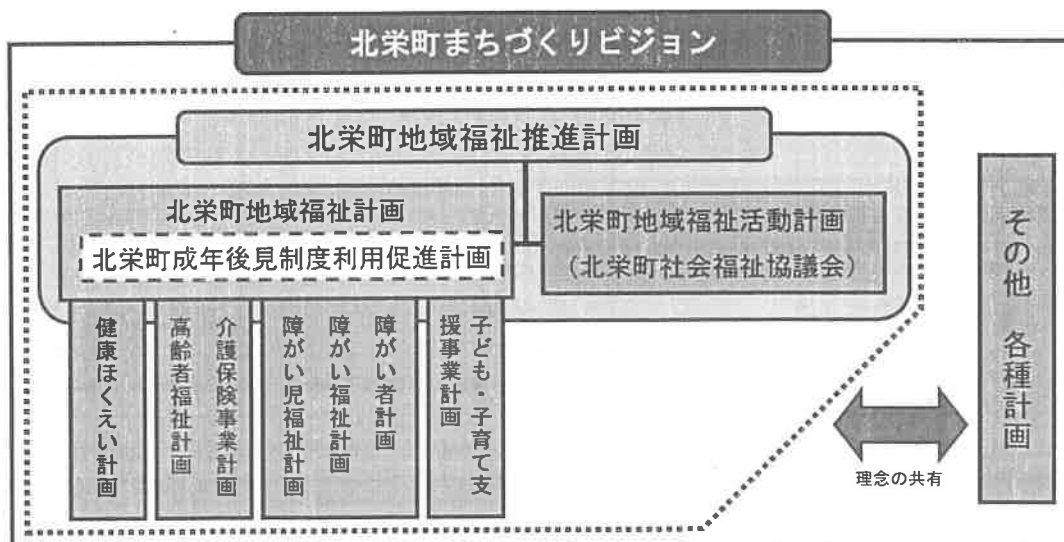 北栄町まちづくりビジョン
北栄町地域福祉推進計画
北栄町地域福祉計画
北栄町成年後見制度利用促進計画
北栄町地域福祉活動計画
（北栄町社会福祉協議会）
健康ほくえい計画
介護保険事業計画
高齢者福祉計画
障がい者計画
障がい福祉計画
障がい児福祉計画
子ども・子育て支
援事業計画
理念の共有
その他　各種計画